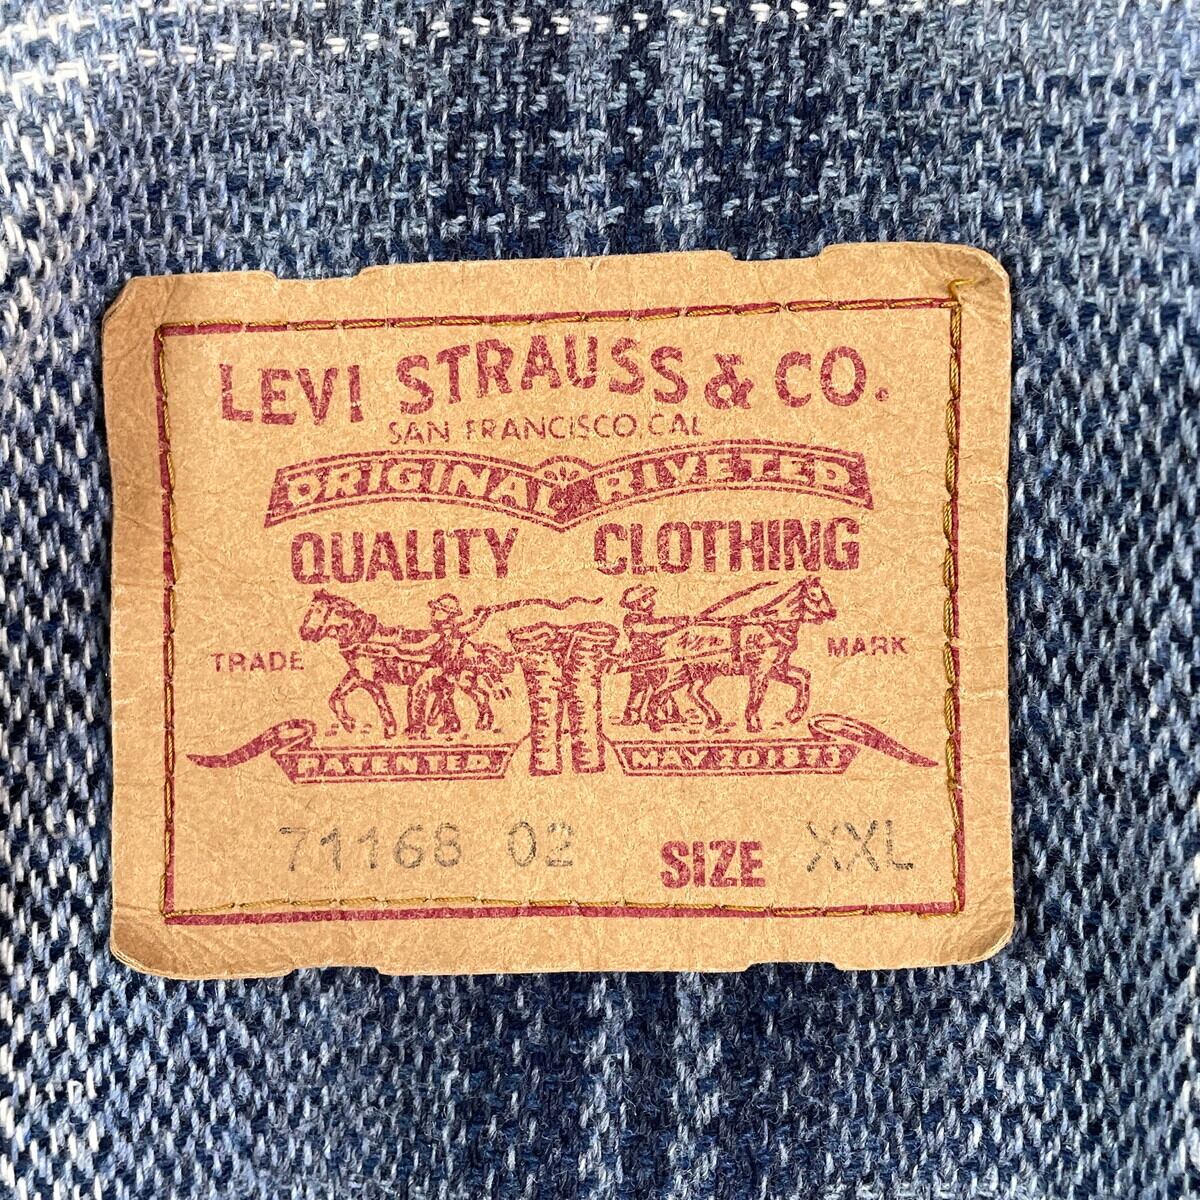 LEVI STRAUSS & CO.
SAN FRANCISCO, CAL
ORIGINAL RIVETED
QUALITY CLOTHING
TRADE MARK
PATENTED MAY 20 1873
71168 02 SIZE XXL